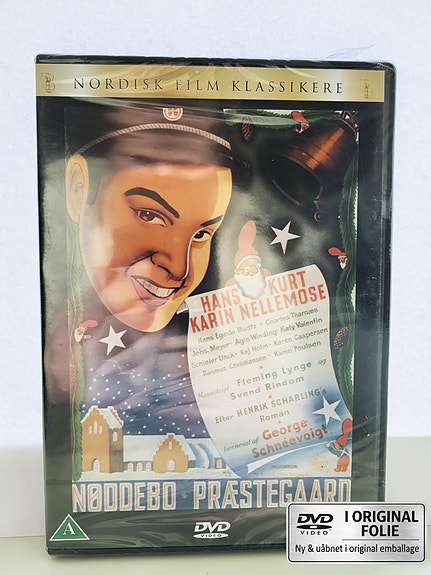 NORDISK FILM KLASSIKERE
HANS KURT
KARIN NELLEMOSE
Hans Egede Budtz • Charles Tharnæs
John Meyer • Agis Winding • Katy Valentin
Schiøler Linck • Kaj Holm • Karen Caspersen
Rasmus Christiansen • Karen Poulsen
Manuskript Fleming Lynge og
Svend Rindom
Efter HENRIK SCHARLING's
Roman
Iscenesat af George
Schnéevoigt
NØDDEBO PRÆSTEGAARD
A
DVD
VIDEO
DVD
VIDEO
I ORIGINAL
FOLIE
Ny & uåbnet i original emballage